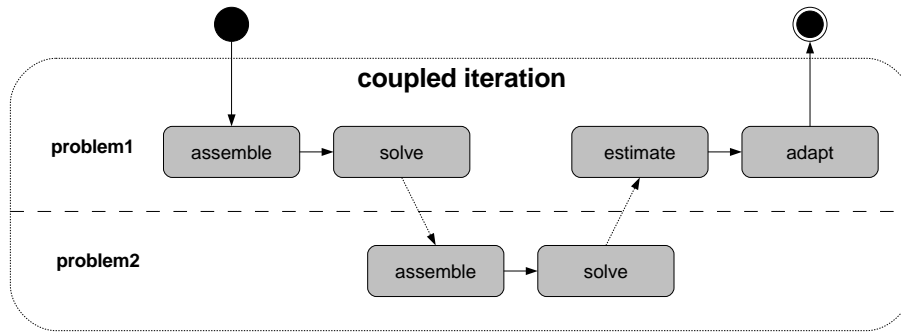 coupled iteration
problem1
assemble
solve
estimate
adapt
problem2
assemble
solve